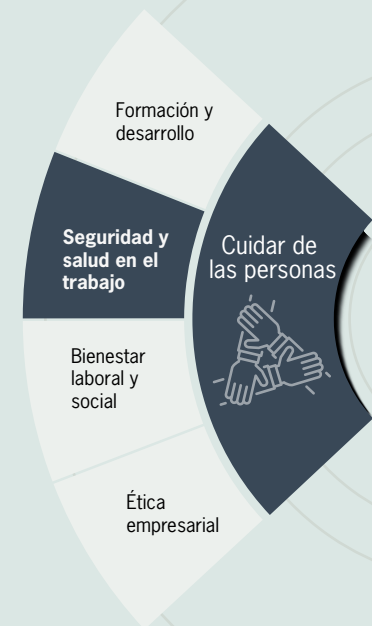 Formación y
desarrollo
Seguridad y
salud en el
trabajo
Cuidar de
las personas
Bienestar
laboral y
social
Ética
empresarial